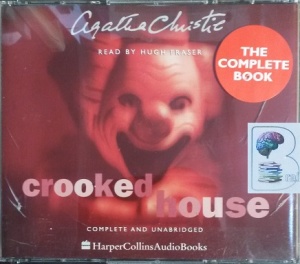 Agatha Christie
READ BY HUGH FRASER
THE
COMPLETE
BOOK
crooked
house
COMPLETE AND UNABRIDGED
HarperCollinsAudioBooks